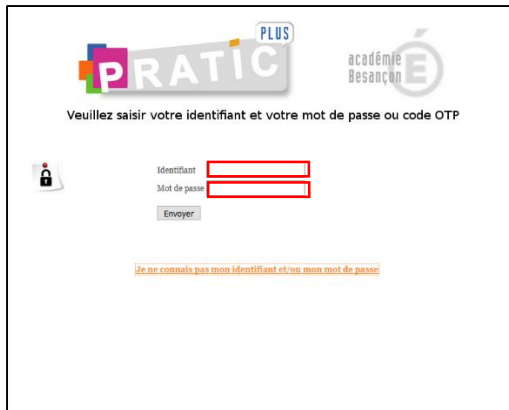 PLUS
PRATIC
académie
Besançon
Veuillez saisir votre identifiant et votre mot de passe ou code OTP
Identifiant
Mot de passe
Envoyer
Je ne connais pas mon identifiant et/ou mon mot de passe